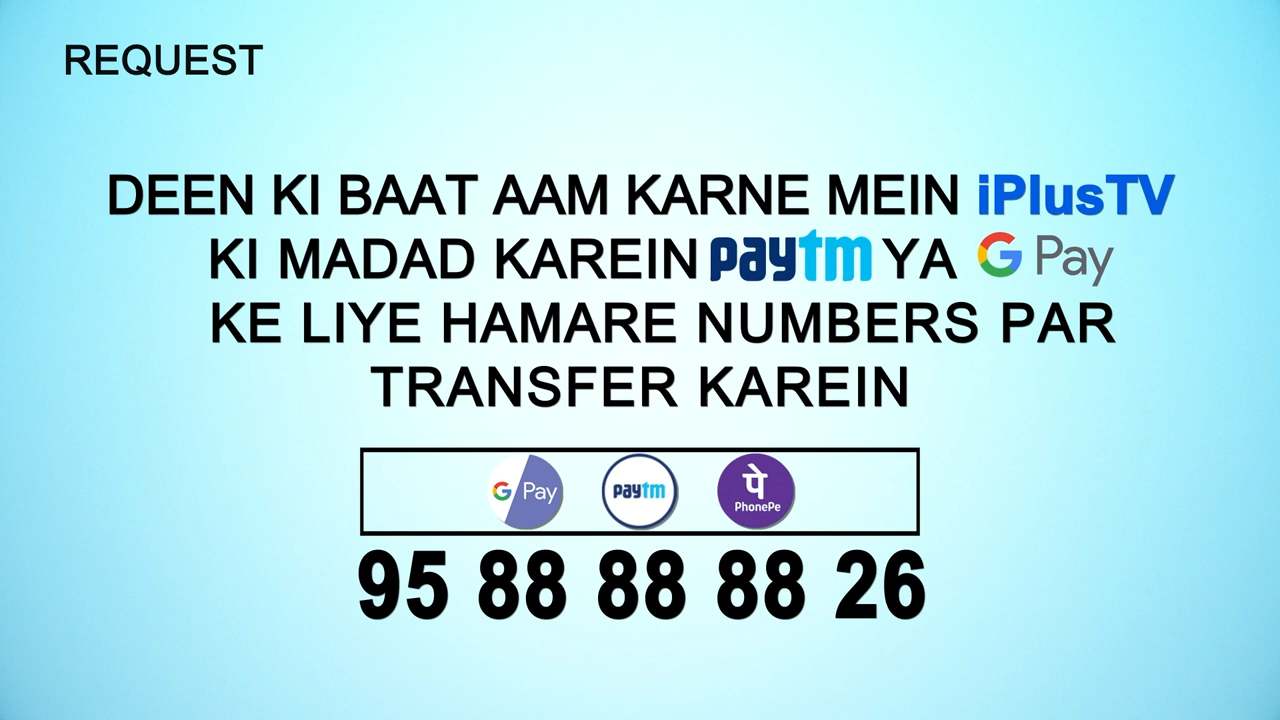 REQUEST
DEEN KI BAAT AAM KARNE MEIN iPlusTV
KI MADAD KAREIN paytm YA G Pay
KE LIYE HAMARE NUMBERS PAR
TRANSFER KAREIN
G Pay paytm पे PhonePe
95 88 88 88 26